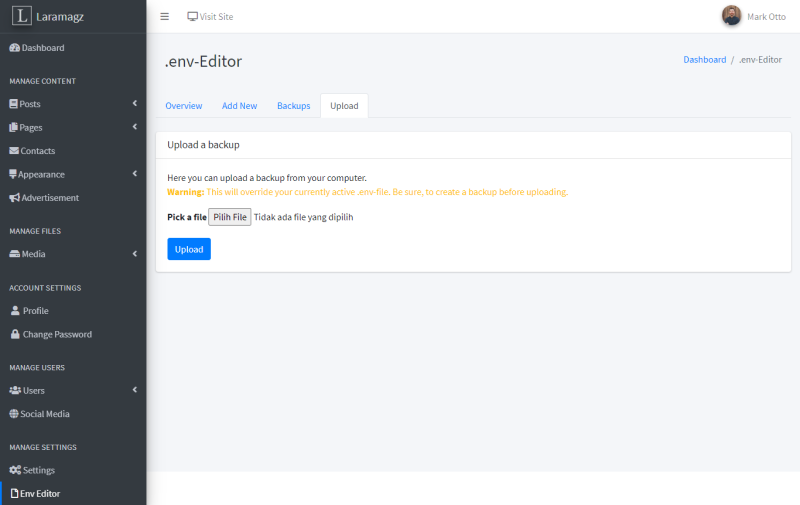 L Laramagz
Visit Site
Mark Otto
Dashboard
MANAGE CONTENT
Posts
Pages
Contacts
Appearance
Advertisement
MANAGE FILES
Media
ACCOUNT SETTINGS
Profile
Change Password
MANAGE USERS
Users
Social Media
MANAGE SETTINGS
Settings
Env Editor
.env-Editor
Dashboard / .env-Editor
Overview Add New Backups Upload
Upload a backup
Here you can upload a backup from your computer.
Warning: This will override your currently active .env-file. Be sure, to create a backup before uploading.
Pick a file Pilih File Tidak ada file yang dipilih
Upload